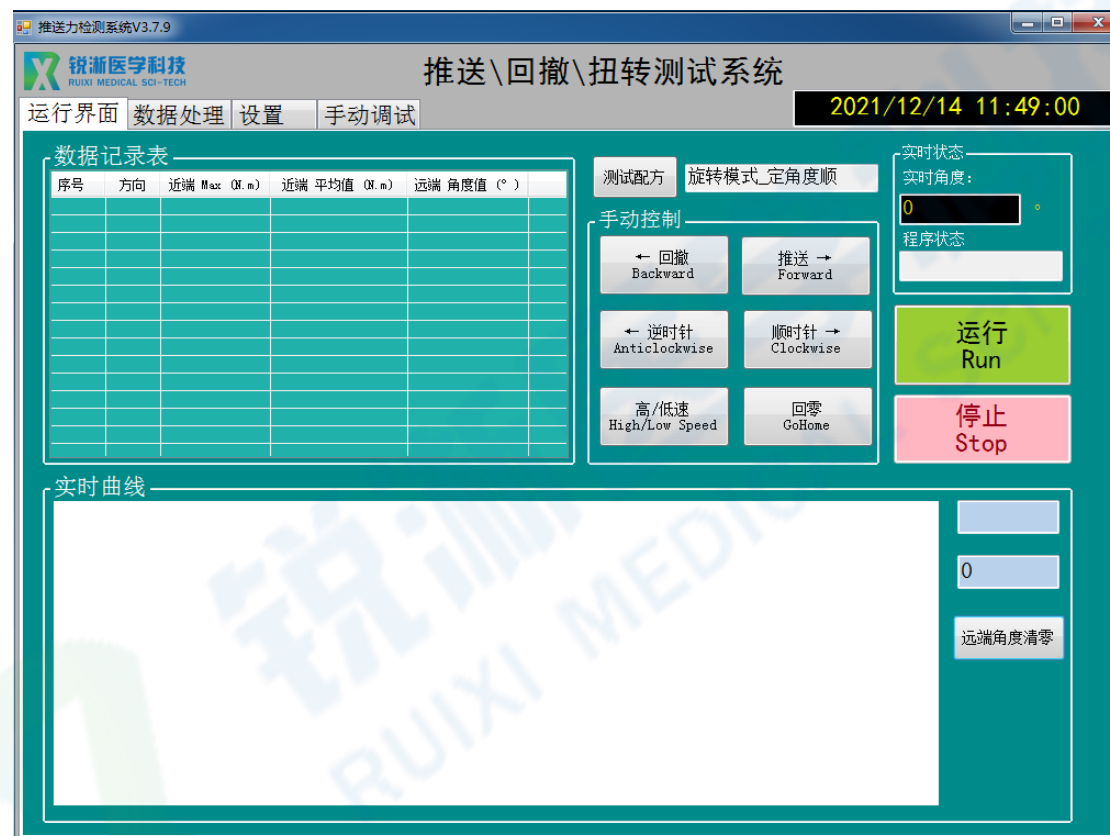 推送力检测系统V3.7.9
锐淅医学科技
RUIXI MEDICAL SCI-TECH
推送\回撤\扭转测试系统
运行界面 数据处理 设置 手动调试
2021/12/14 11:49:00
数据记录表
序号 方向 近端 Max (N.m) 近端 平均值 (N.m) 远端 角度值 (°)
测试配方 旋转模式_定角度顺
手动控制
← 回撤
Backward
推送 →
Forward
← 逆时针
Anticlockwise
顺时针 →
Clockwise
高/低速
High/Low Speed
回零
GoHome
实时状态
实时角度:
0 °
程序状态
运行
Run
停止
Stop
实时曲线
0
远端角度清零
锐淅
RUIXI MEDICAL SCI